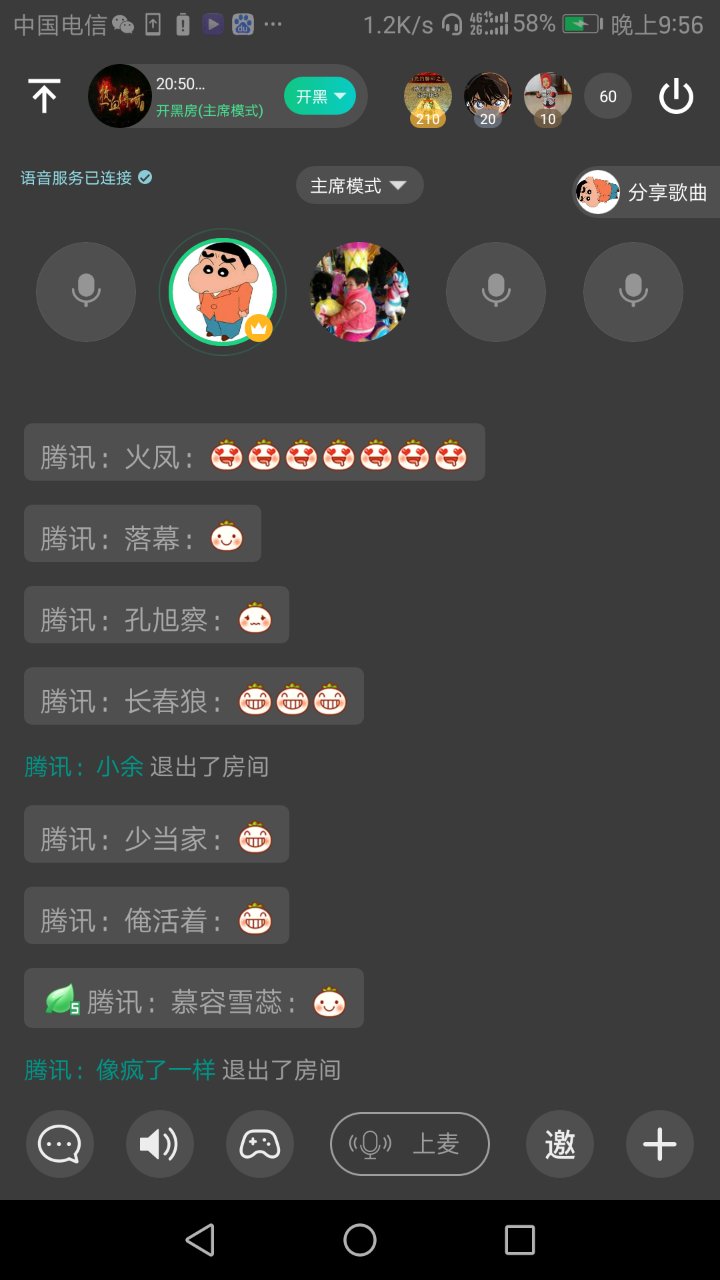 中国电信 ··· 1.2K/s 4G 2G 58% 晚上9:56
20:50...
开黑房(主席模式)
开黑
210
20
10
60
语音服务已连接
主席模式
分享歌曲
腾讯：火凤：
腾讯：落幕：
腾讯：孔旭察：
腾讯：长春狼：
腾讯：小余 退出了房间
腾讯：少当家：
腾讯：俺活着：
5 腾讯：慕容雪蕊：
腾讯：像疯了一样 退出了房间
上麦
邀